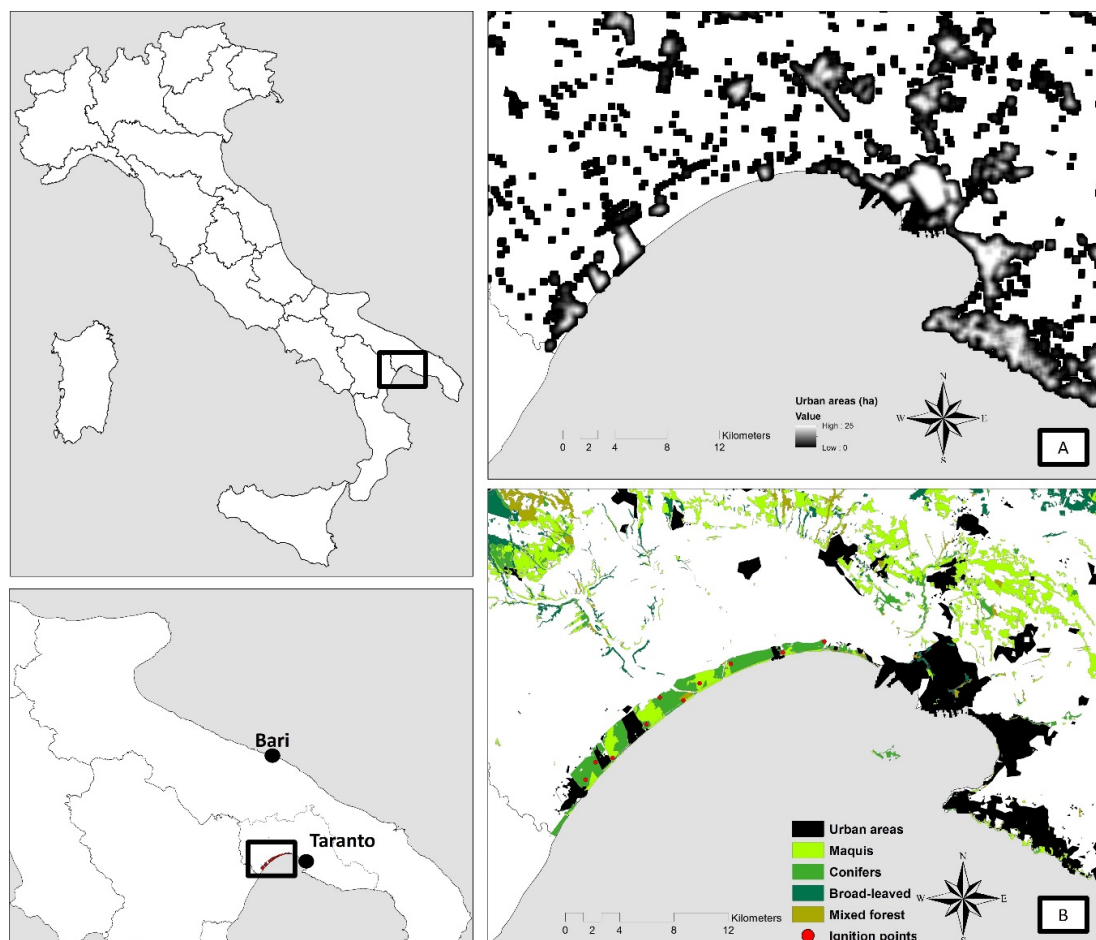 Urban areas (ha)
Value
High : 25
Low : 0
0 2 4 8 12 Kilometers
N
W E
S
A
Bari
Taranto
Urban areas
Maquis
Conifers
Broad-leaved
Mixed forest
Ignition points
0 2 4 8 12 Kilometers
N
W E
S
B